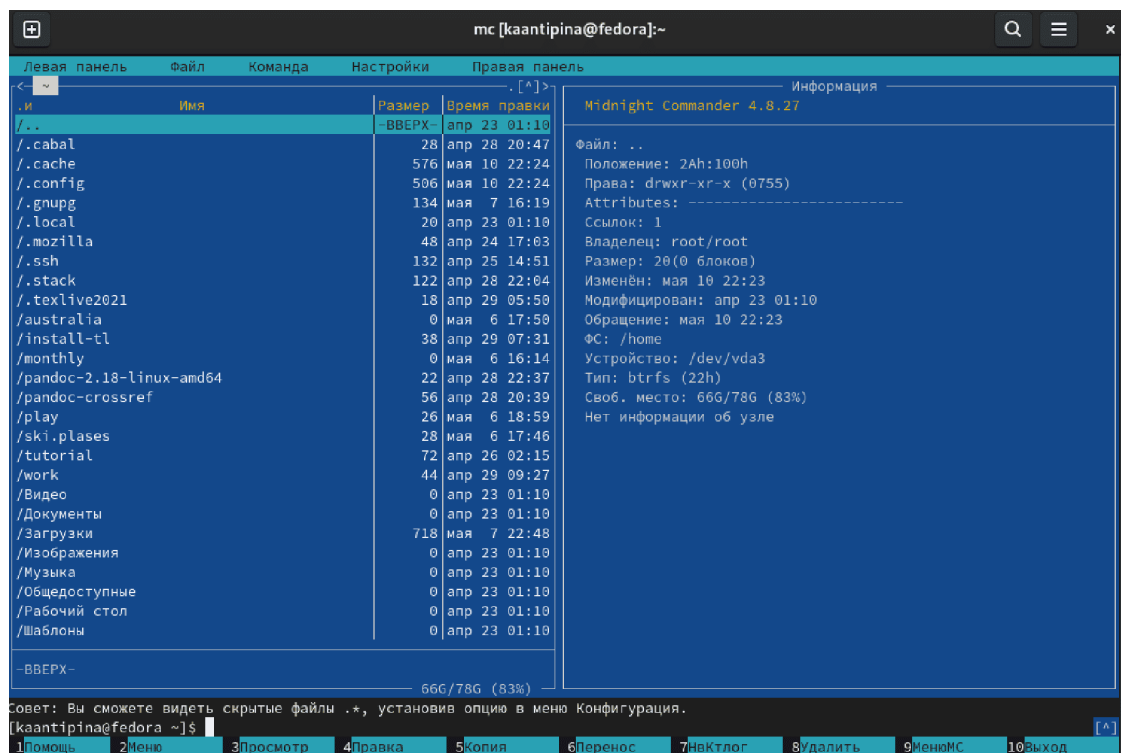 mc [kaantipina@fedora]:~
Левая панель Файл Команда Настройки Правая панель
<- ~ .[^]>
.и Имя Размер Время правки
/.. -ВВЕРХ- апр 23 01:10
/.cabal 28 апр 28 20:47
/.cache 576 мая 10 22:24
/.config 506 мая 10 22:24
/.gnupg 134 мая 7 16:19
/.local 20 апр 23 01:10
/.mozilla 48 апр 24 17:03
/.ssh 132 апр 25 14:51
/.stack 122 апр 28 22:04
/.texlive2021 18 апр 29 05:50
/australia 0 мая 6 17:50
/install-tl 38 апр 29 07:31
/monthly 0 мая 6 16:14
/pandoc-2.18-linux-amd64 22 апр 28 22:37
/pandoc-crossref 56 апр 28 20:39
/play 26 мая 6 18:59
/ski.plases 28 мая 6 17:46
/tutorial 72 апр 26 02:15
/work 44 апр 29 09:27
/Видео 0 апр 23 01:10
/Документы 0 апр 23 01:10
/Загрузки 718 мая 7 22:48
/Изображения 0 апр 23 01:10
/Музыка 0 апр 23 01:10
/Общедоступные 0 апр 23 01:10
/Рабочий стол 0 апр 23 01:10
/Шаблоны 0 апр 23 01:10
-ВВЕРХ-
66G/78G (83%)
Информация
Midnight Commander 4.8.27
Файл: ..
Положение: 2Ah:100h
Права: drwxr-xr-x (0755)
Attributes: --------------------------
Ссылок: 1
Владелец: root/root
Размер: 20(0 блоков)
Изменён: мая 10 22:23
Модифицирован: апр 23 01:10
Обращение: мая 10 22:23
ФС: /home
Устройство: /dev/vda3
Тип: btrfs (22h)
Своб. место: 66G/78G (83%)
Нет информации об узле
Совет: Вы сможете видеть скрытые файлы .*, установив опцию в меню Конфигурация.
[kaantipina@fedora ~]$ [^]
1Помощь 2Меню 3Просмотр 4Правка 5Копия 6Перенос 7НвКтлог 8Удалить 9МенюМС 10Выход